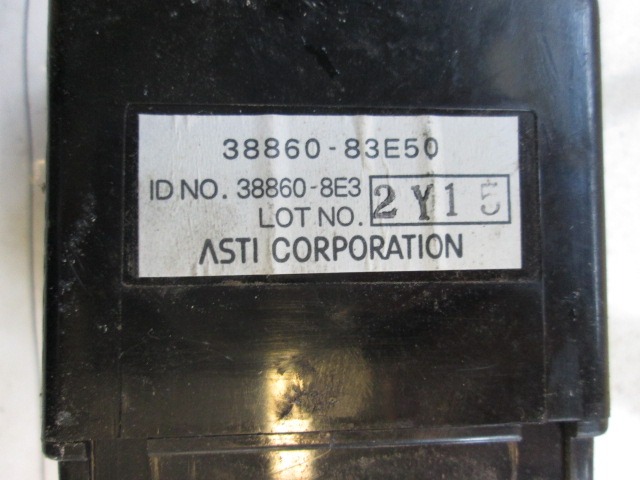 38860-83E50
ID NO. 38860-8E3
LOT NO. 2Y15
ASTI CORPORATION